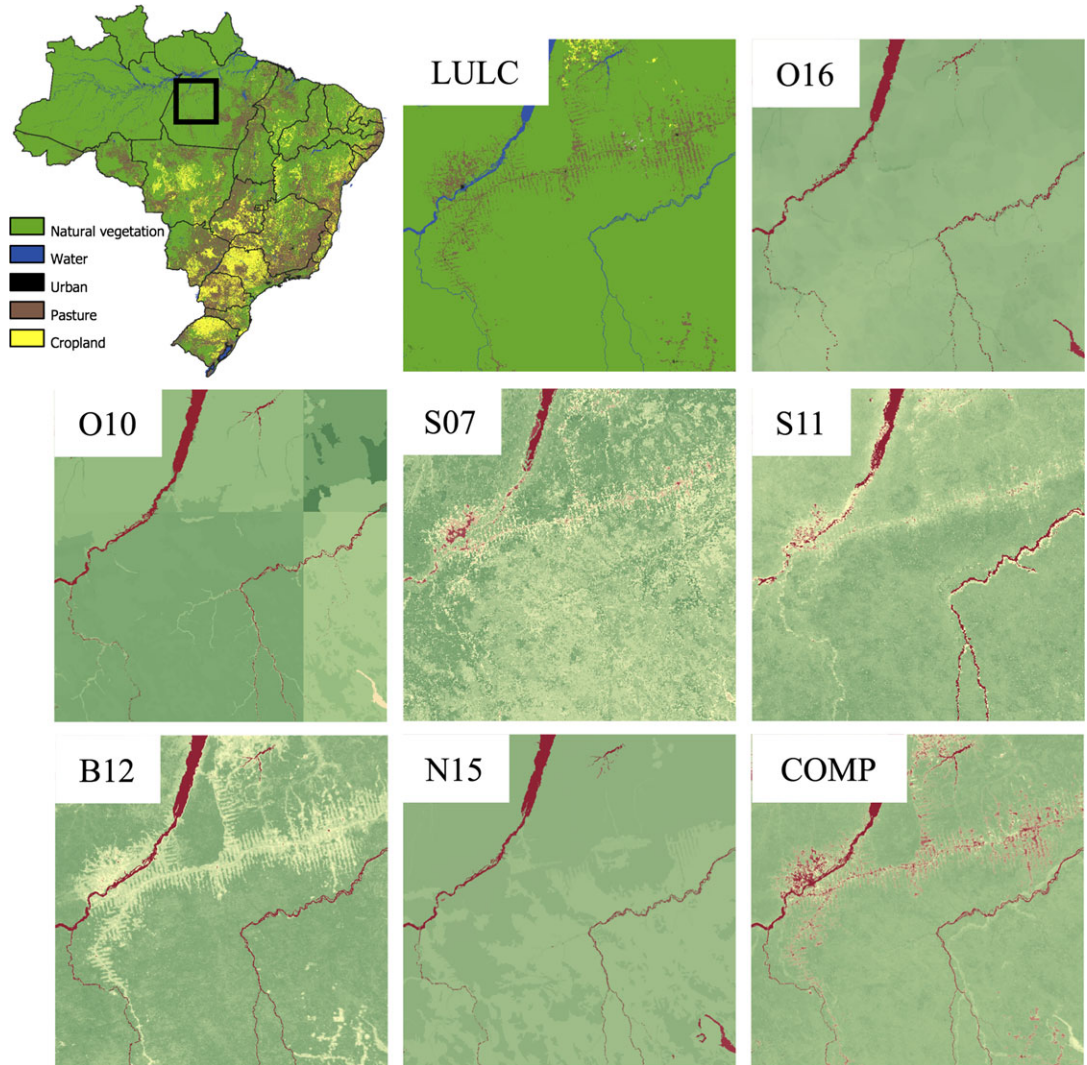 LULC
O16
Natural vegetation
Water
Urban
Pasture
Cropland
O10
S07
S11
B12
N15
COMP